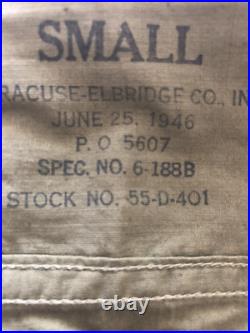 SMALL
RACUSE-ELBRIDGE CO., IN
JUNE 25, 1946
P. O 5607
SPEC. NO. 6-188B
STOCK NO. -55-D-401